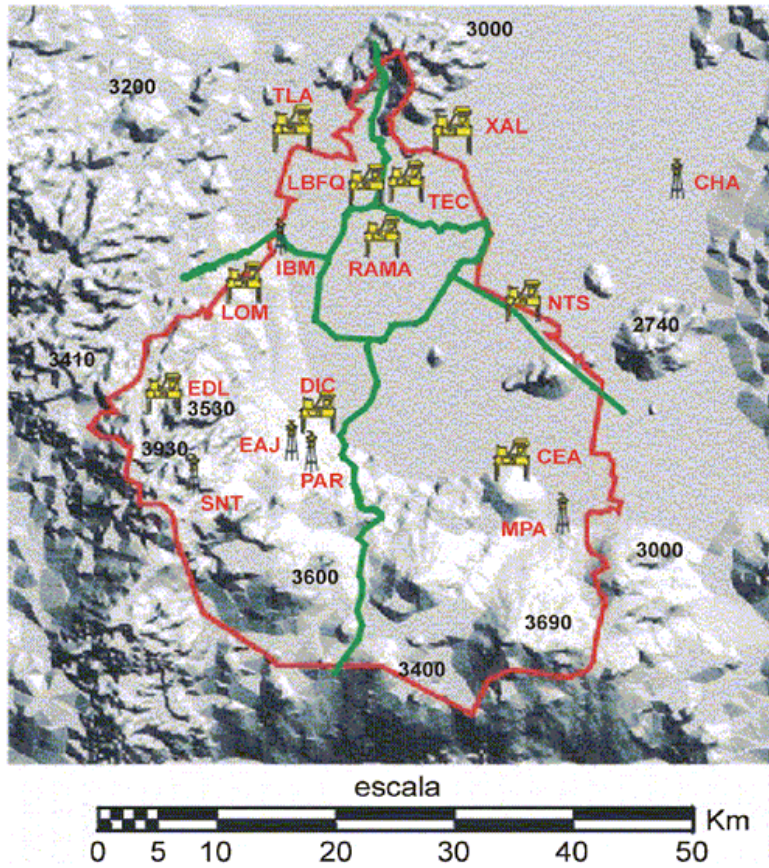 3000
3200
TLA
XAL
LBFQ
TEC
CHA
IBM
RAMA
LOM
NTS
2740
3410
EDL
DIC
3530
3930
EAJ
PAR
CEA
SNT
MPA
3000
3600
3690
3400
escala
Km
0 5 10 20 30 40 50